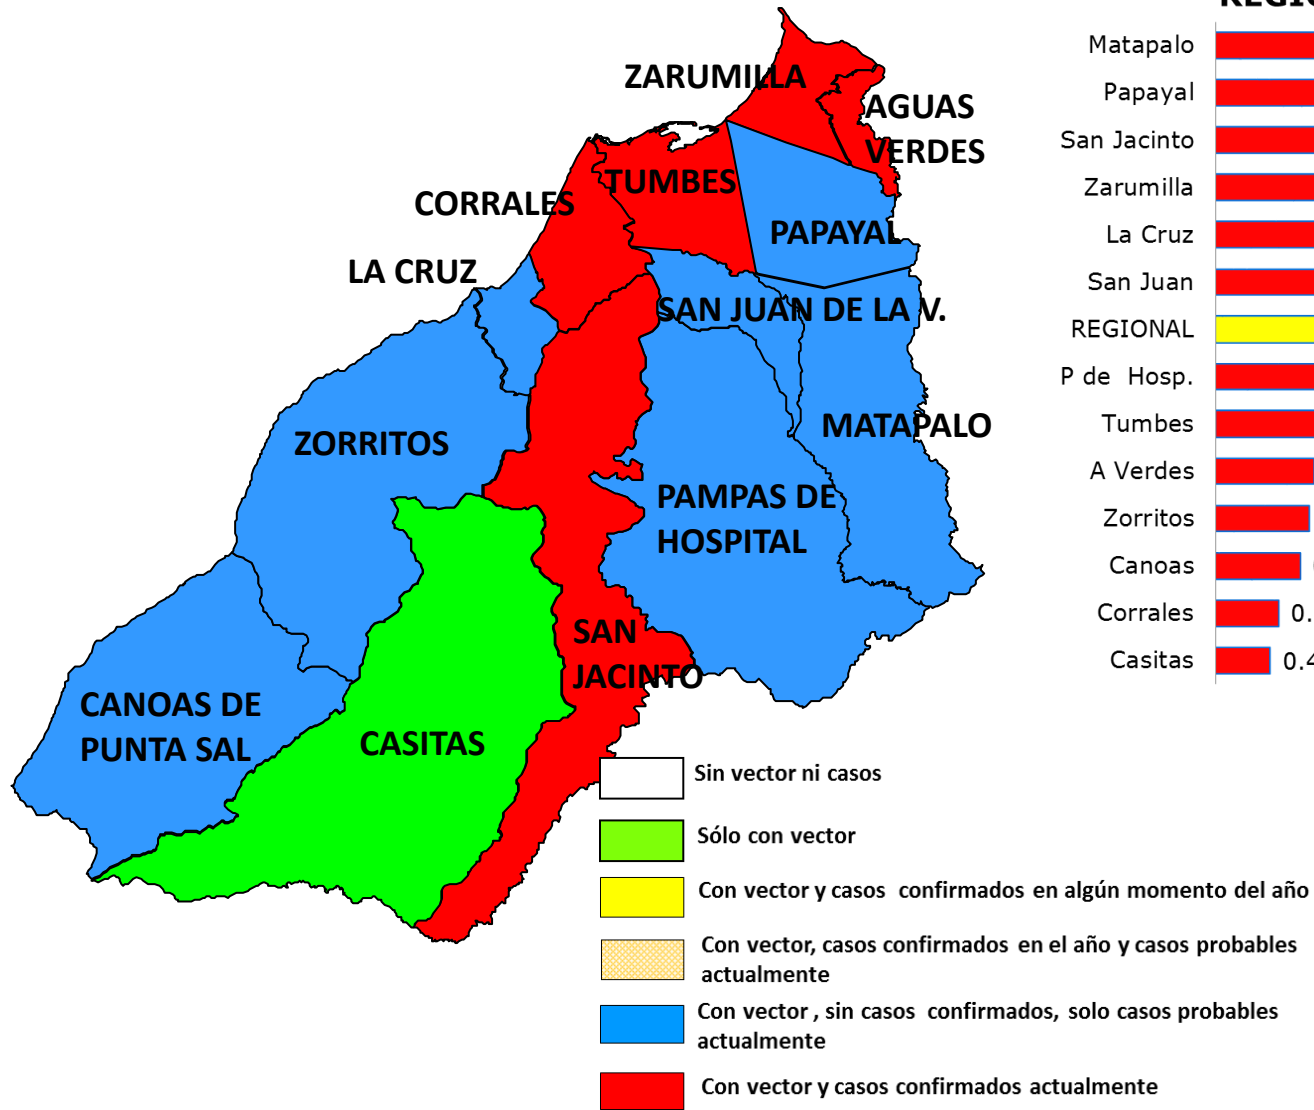 ZARUMILLA
AGUAS
VERDES
TUMBES
CORRALES
PAPAYAL
LA CRUZ
SAN JUAN DE LA V.
ZORRITOS
MATAPALO
PAMPAS DE
HOSPITAL
SAN
JACINTO
CANOAS DE
PUNTA SAL
CASITAS
Matapalo
Papayal
San Jacinto
Zarumilla
La Cruz
San Juan
REGIONAL
P de Hosp.
Tumbes
A Verdes
Zorritos
Canoas
Corrales
Casitas
Sin vector ni casos
Sólo con vector
Con vector y casos confirmados en algún momento del año
Con vector, casos confirmados en el año y casos probables
actualmente
Con vector , sin casos confirmados, solo casos probables
actualmente
Con vector y casos confirmados actualmente